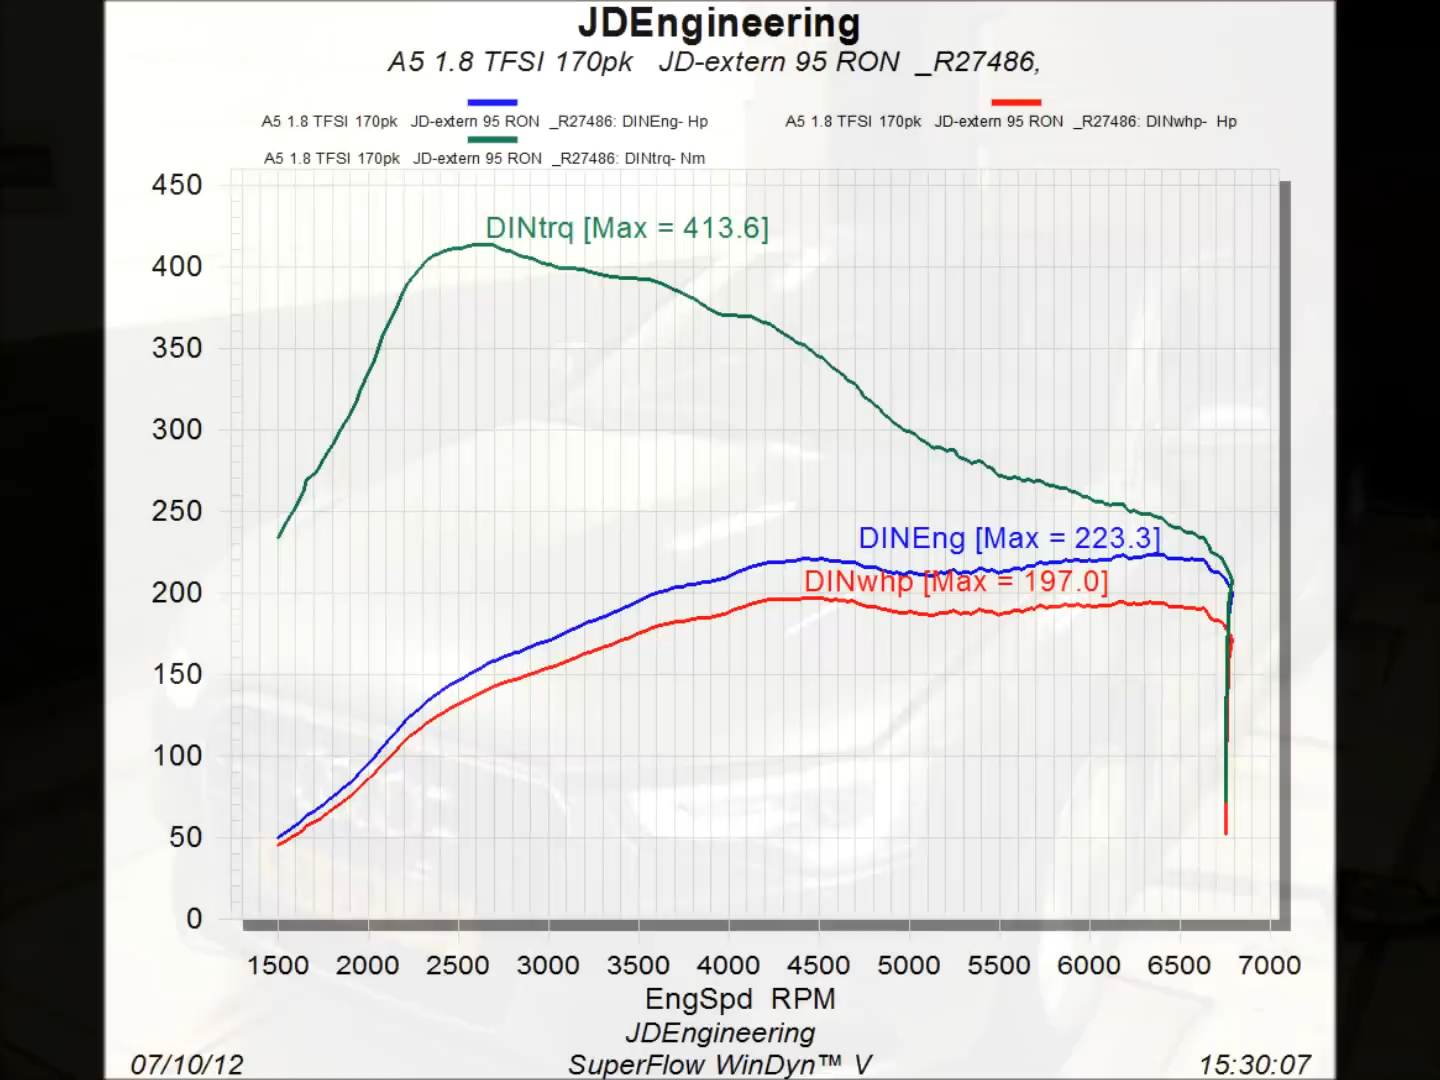 JDEngineering
A5 1.8 TFSI 170pk JD-extern 95 RON _R27486,
A5 1.8 TFSI 170pk JD-extern 95 RON _R27486: DINEng- Hp
A5 1.8 TFSI 170pk JD-extern 95 RON _R27486: DINwhp- Hp
A5 1.8 TFSI 170pk JD-extern 95 RON _R27486: DINtrq- Nm
450
DINtrq [Max = 413.6]
400
350
300
250
DINEng [Max = 223.3]
DINwhp [Max = 197.0]
200
150
100
50
0
1500 2000 2500 3000 3500 4000 4500 5000 5500 6000 6500 7000
EngSpd RPM
JDEngineering
07/10/12 SuperFlow WinDyn™ V 15:30:07